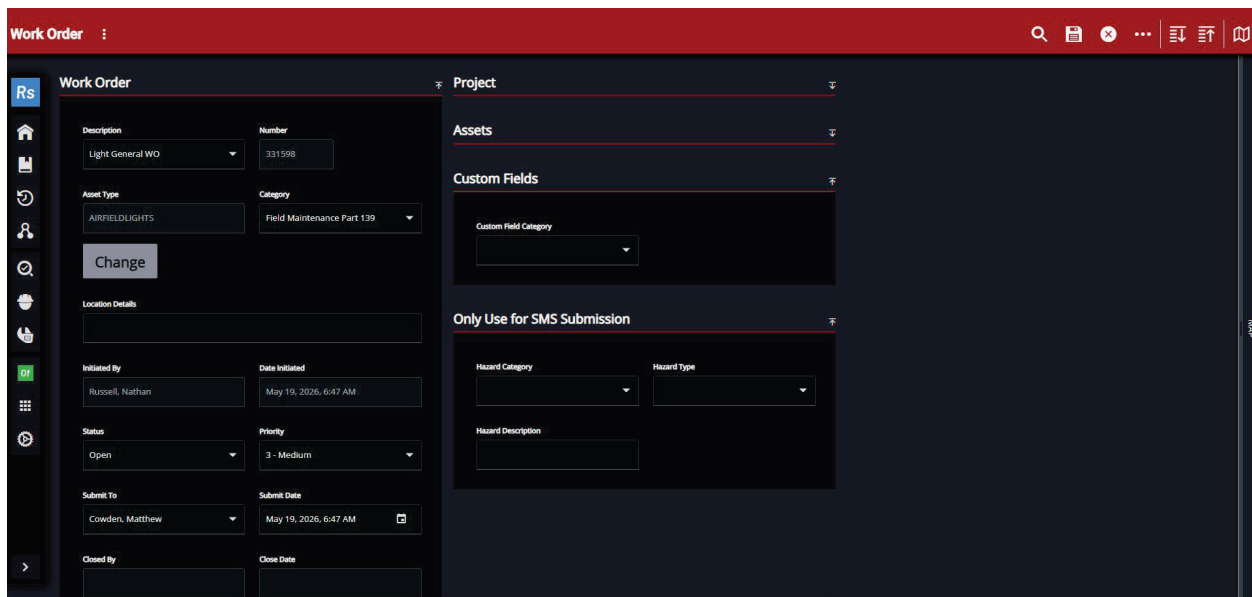 Work Order
Rs
Work Order
Description
Number
Light General WO
331598
Asset Type
Category
AIRFIELDLIGHTS
Field Maintenance Part 139
Change
Location Details
Initiated By
Date Initiated
Russell, Nathan
May 19, 2026, 6:47 AM
Status
Priority
Open
3 - Medium
Submit To
Submit Date
Cowden, Matthew
May 19, 2026, 6:47 AM
Closed By
Close Date
Project
Assets
Custom Fields
Custom Field Category
Only Use for SMS Submission
Hazard Category
Hazard Type
Hazard Description